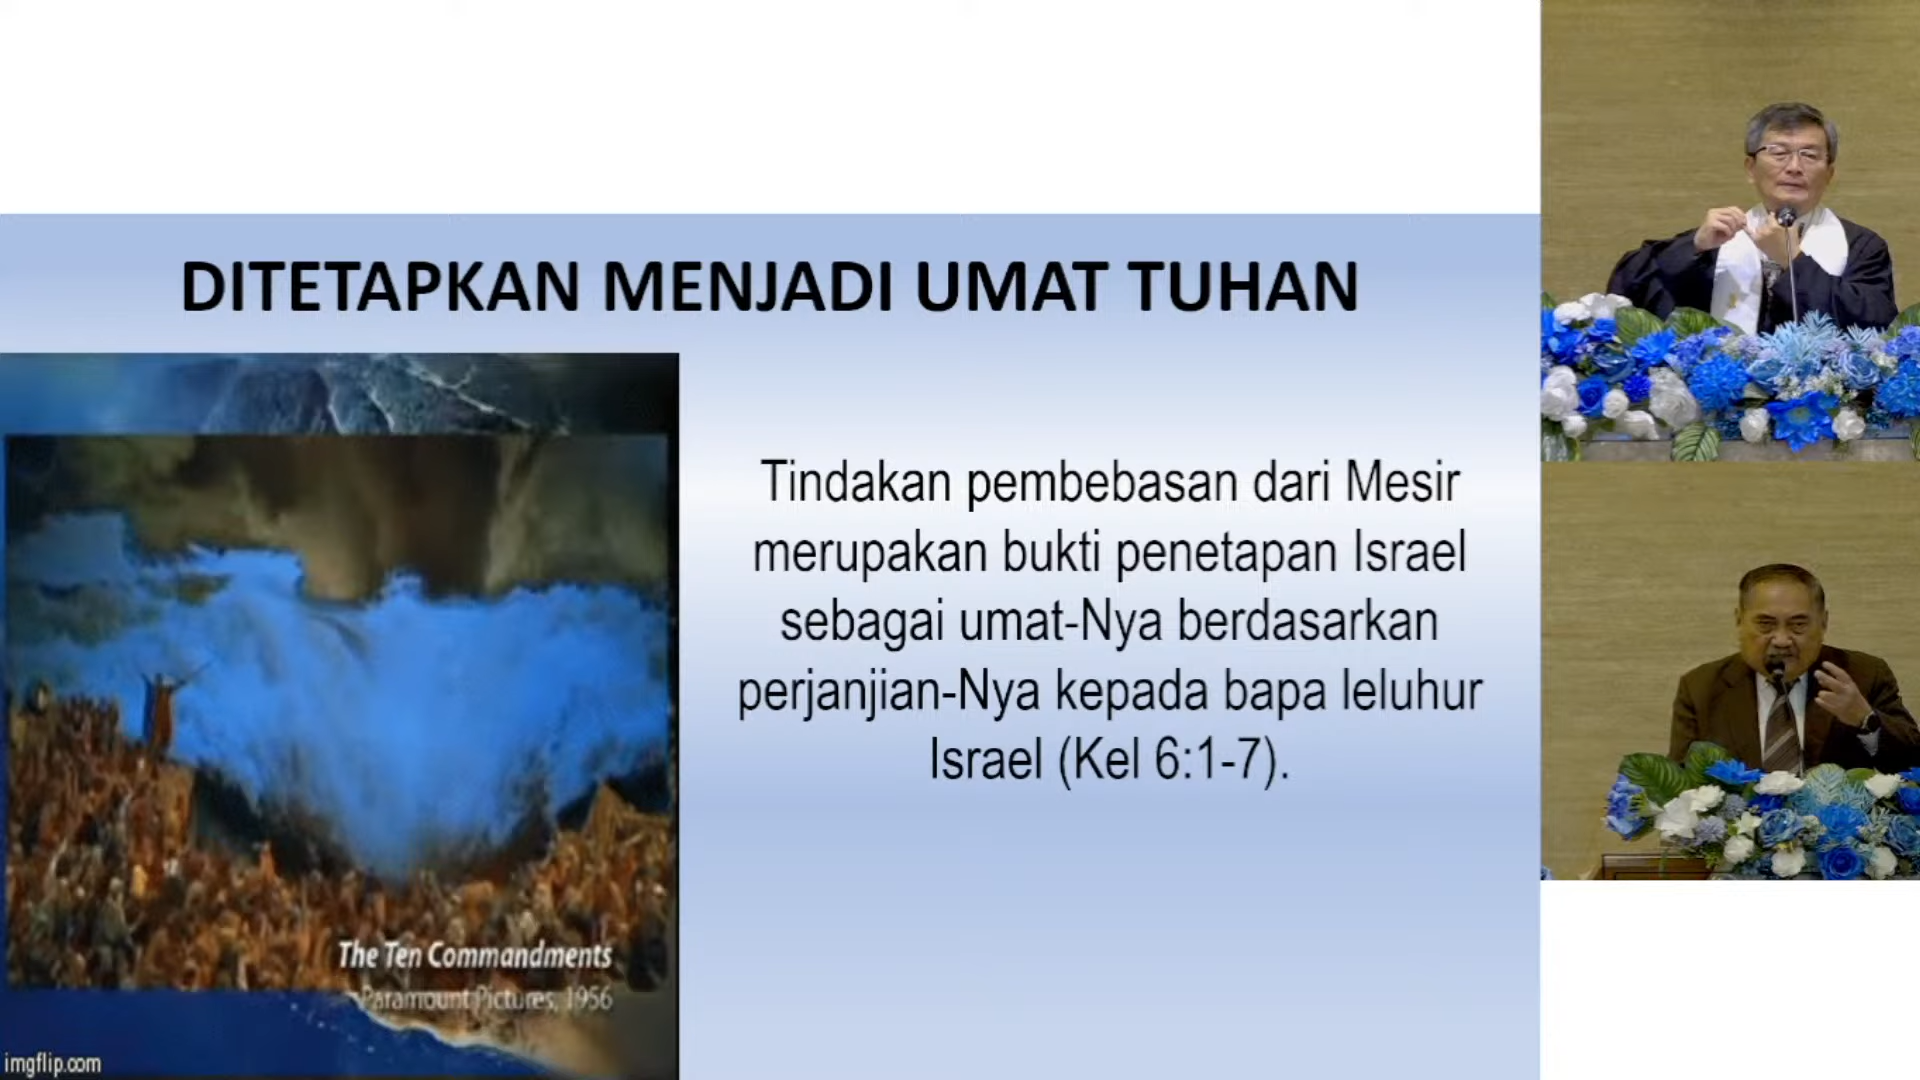 DITETAPKAN MENJADI UMAT TUHAN
Tindakan pembebasan dari Mesir
merupakan bukti penetapan Israel
sebagai umat-Nya berdasarkan
perjanjian-Nya kepada bapa leluhur
Israel (Kel 6:1-7).
The Ten Commandments
Paramount Pictures, 1956
imgflip.com